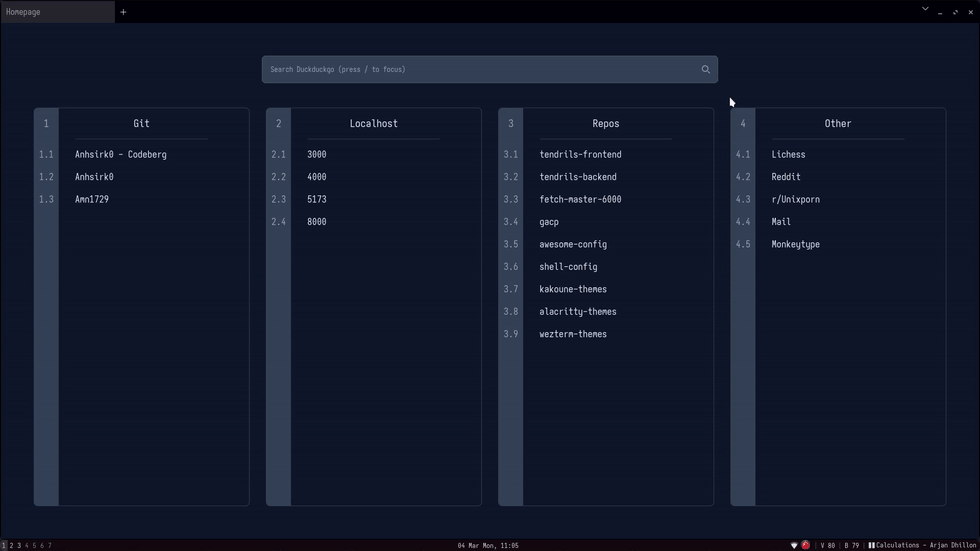 Homepage
Search Duckduckgo (press / to focus)
1 Git
1.1 Anhsirk0 - Codeberg
1.2 Anhsirk0
1.3 Amn1729
2 Localhost
2.1 3000
2.2 4000
2.3 5173
2.4 8000
3 Repos
3.1 tendrils-frontend
3.2 tendrils-backend
3.3 fetch-master-6000
3.4 gacp
3.5 awesome-config
3.6 shell-config
3.7 kakoune-themes
3.8 alacritty-themes
3.9 wezterm-themes
4 Other
4.1 Lichess
4.2 Reddit
4.3 r/Unixporn
4.4 Mail
4.5 Monkeytype
1 2 3 4 5 6 7
04 Mar Mon, 11:05
V 80 | B 79 | Calculations - Arjan Dhillon